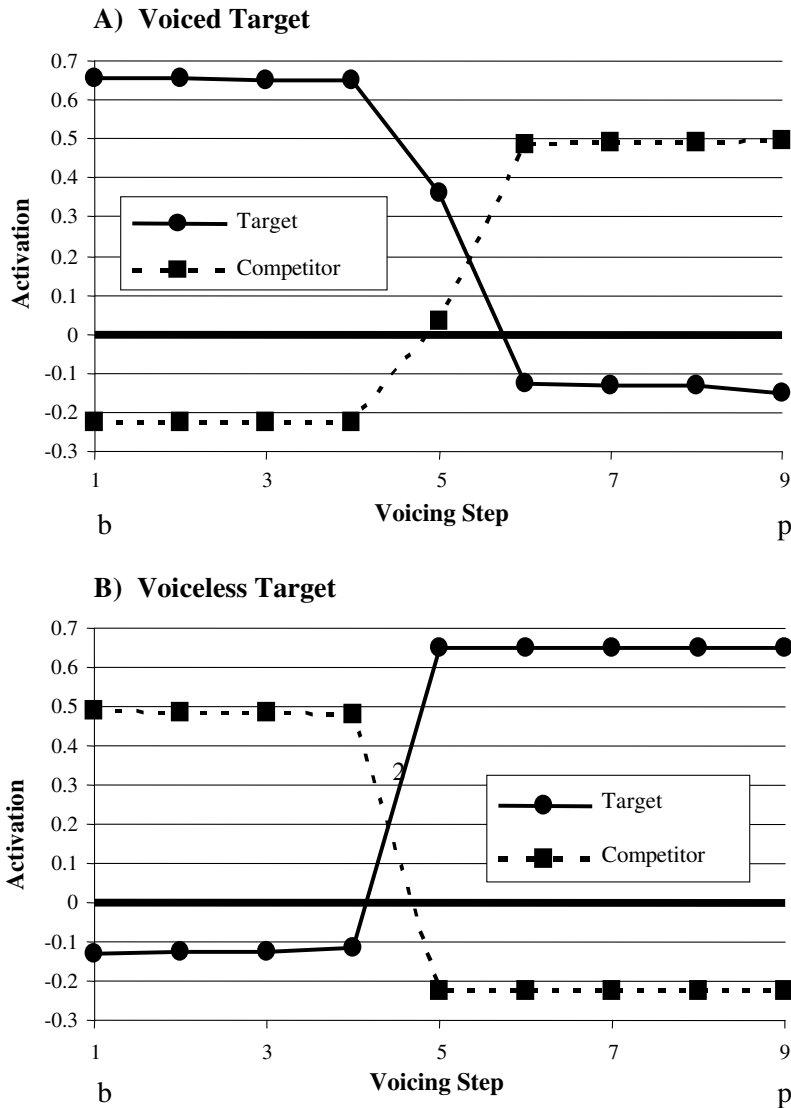 A) Voiced Target
0.7
0.6
0.5
0.4
0.3
0.2
0.1
0
-0.1
-0.2
-0.3
Activation
Target
Competitor
1 3 5 7 9
b Voicing Step p
B) Voiceless Target
0.7
0.6
0.5
0.4
0.3
0.2
0.1
0
-0.1
-0.2
-0.3
Activation
2
Target
Competitor
1 3 5 7 9
b Voicing Step p